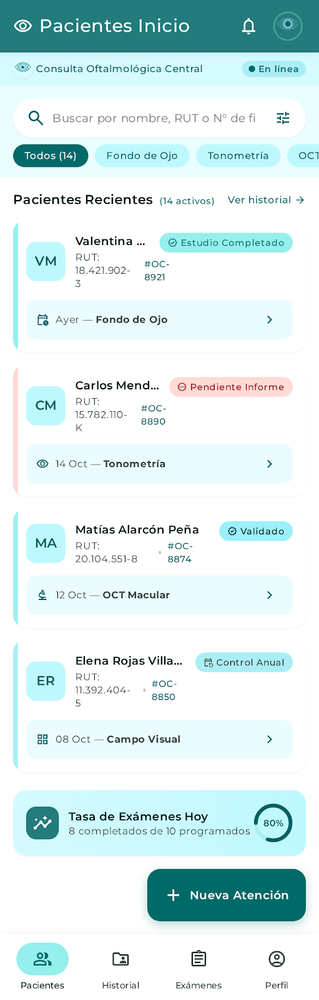 Pacientes Inicio
Consulta Oftalmológica Central
En línea
Buscar por nombre, RUT o N° de fi
Todos (14)
Fondo de Ojo
Tonometría
OCT
Pacientes Recientes (14 activos)
Ver historial →
VM
Valentina ...
Estudio Completado
RUT:
18.421.902-
3
#OC-
8921
Ayer — Fondo de Ojo
CM
Carlos Mend...
Pendiente Informe
RUT:
15.782.110-
K
#OC-
8890
14 Oct — Tonometría
MA
Matías Alarcón Peña
Validado
RUT:
20.104.551-8
#OC-
8874
12 Oct — OCT Macular
ER
Elena Rojas Villa...
Control Anual
RUT:
11.392.404-
5
#OC-
8850
08 Oct — Campo Visual
Tasa de Exámenes Hoy
8 completados de 10 programados
80%
+ Nueva Atención
Pacientes
Historial
Exámenes
Perfil